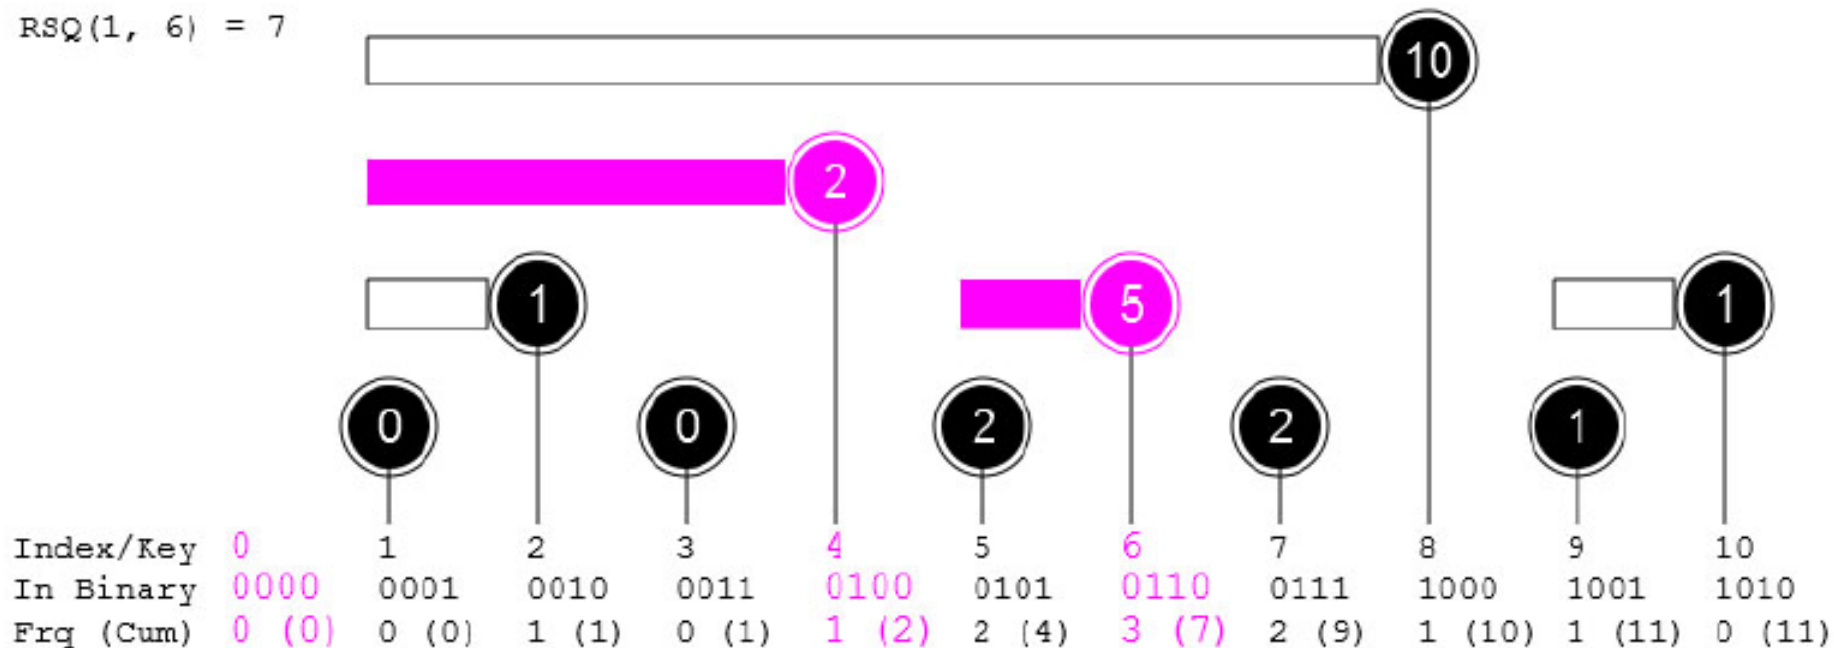 RSQ(1, 6) = 7
10
2
1 5 1
0 0 2 2 1
Index/Key 0 1 2 3 4 5 6 7 8 9 10
In Binary 0000 0001 0010 0011 0100 0101 0110 0111 1000 1001 1010
Frq (Cum) 0 (0) 0 (0) 1 (1) 0 (1) 1 (2) 2 (4) 3 (7) 2 (9) 1 (10) 1 (11) 0 (11)